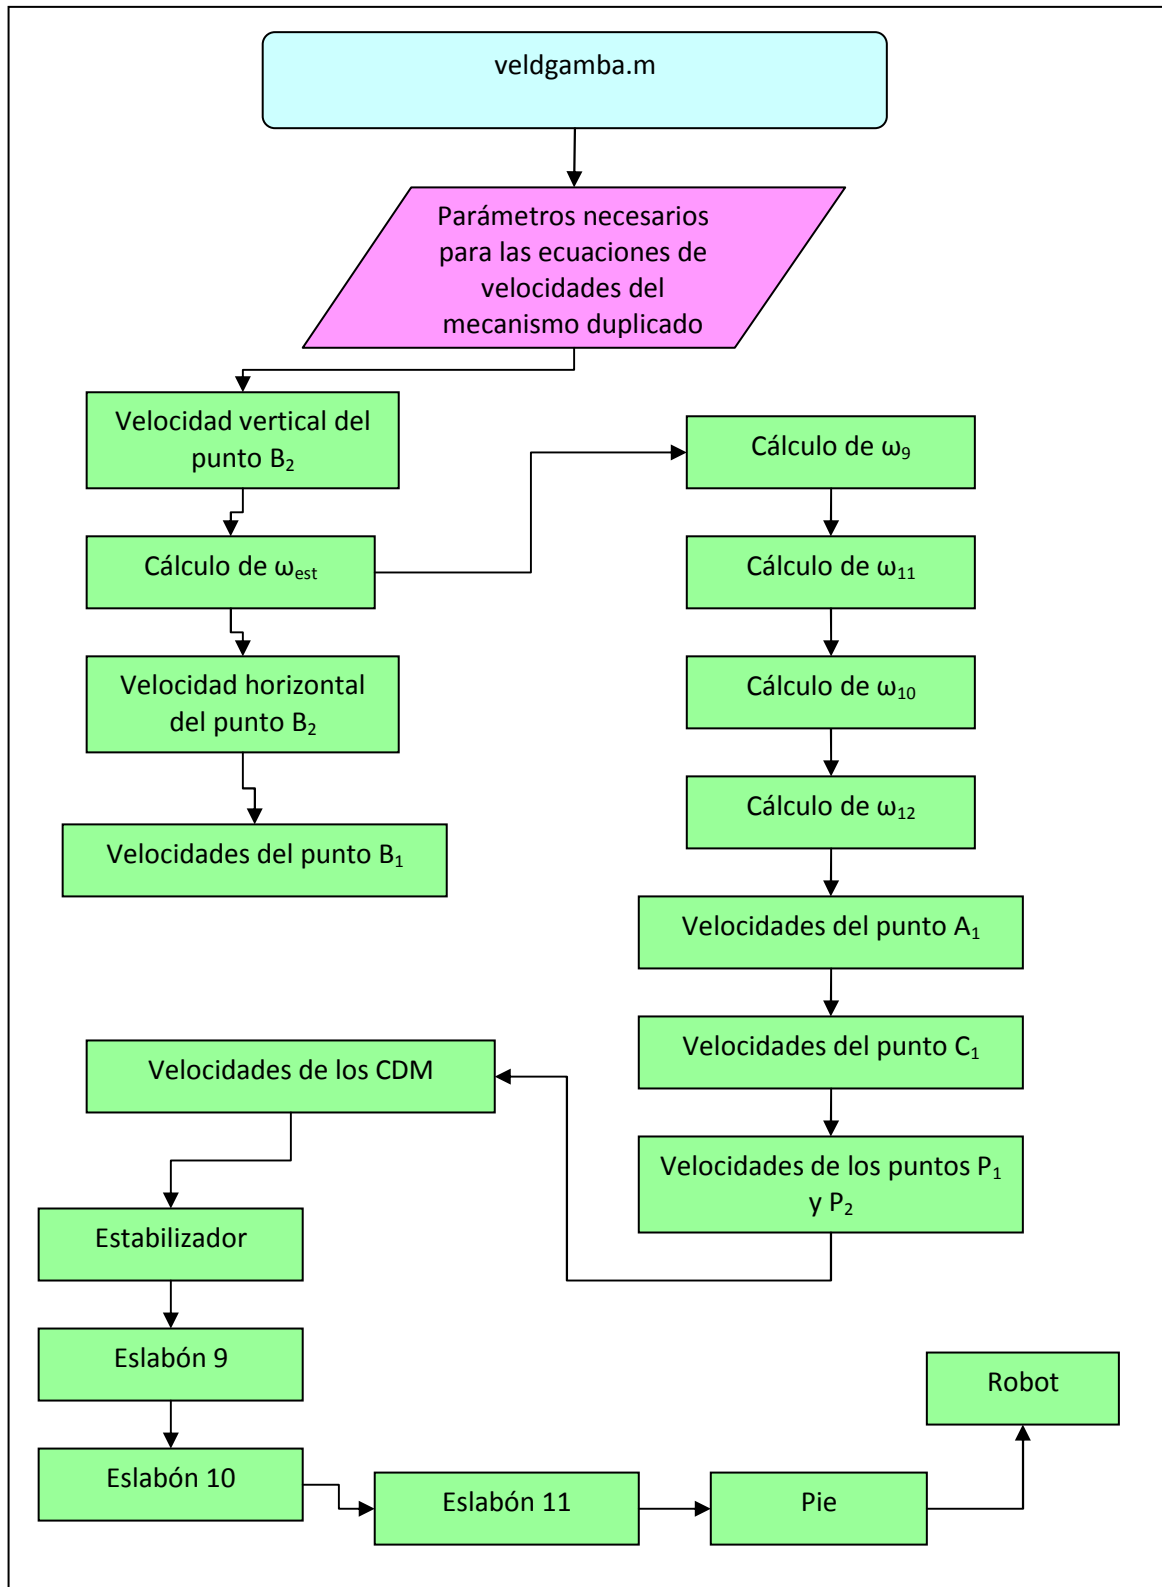 veldgamba.m
Parámetros necesarios
para las ecuaciones de
velocidades del
mecanismo duplicado
Velocidad vertical del
punto B₂
Cálculo de ωest
Velocidad horizontal
del punto B₂
Velocidades del punto B₁
Cálculo de ω₉
Cálculo de ω₁₁
Cálculo de ω₁₀
Cálculo de ω₁₂
Velocidades del punto A₁
Velocidades del punto C₁
Velocidades de los puntos P₁
y P₂
Velocidades de los CDM
Estabilizador
Eslabón 9
Eslabón 10
Eslabón 11
Pie
Robot